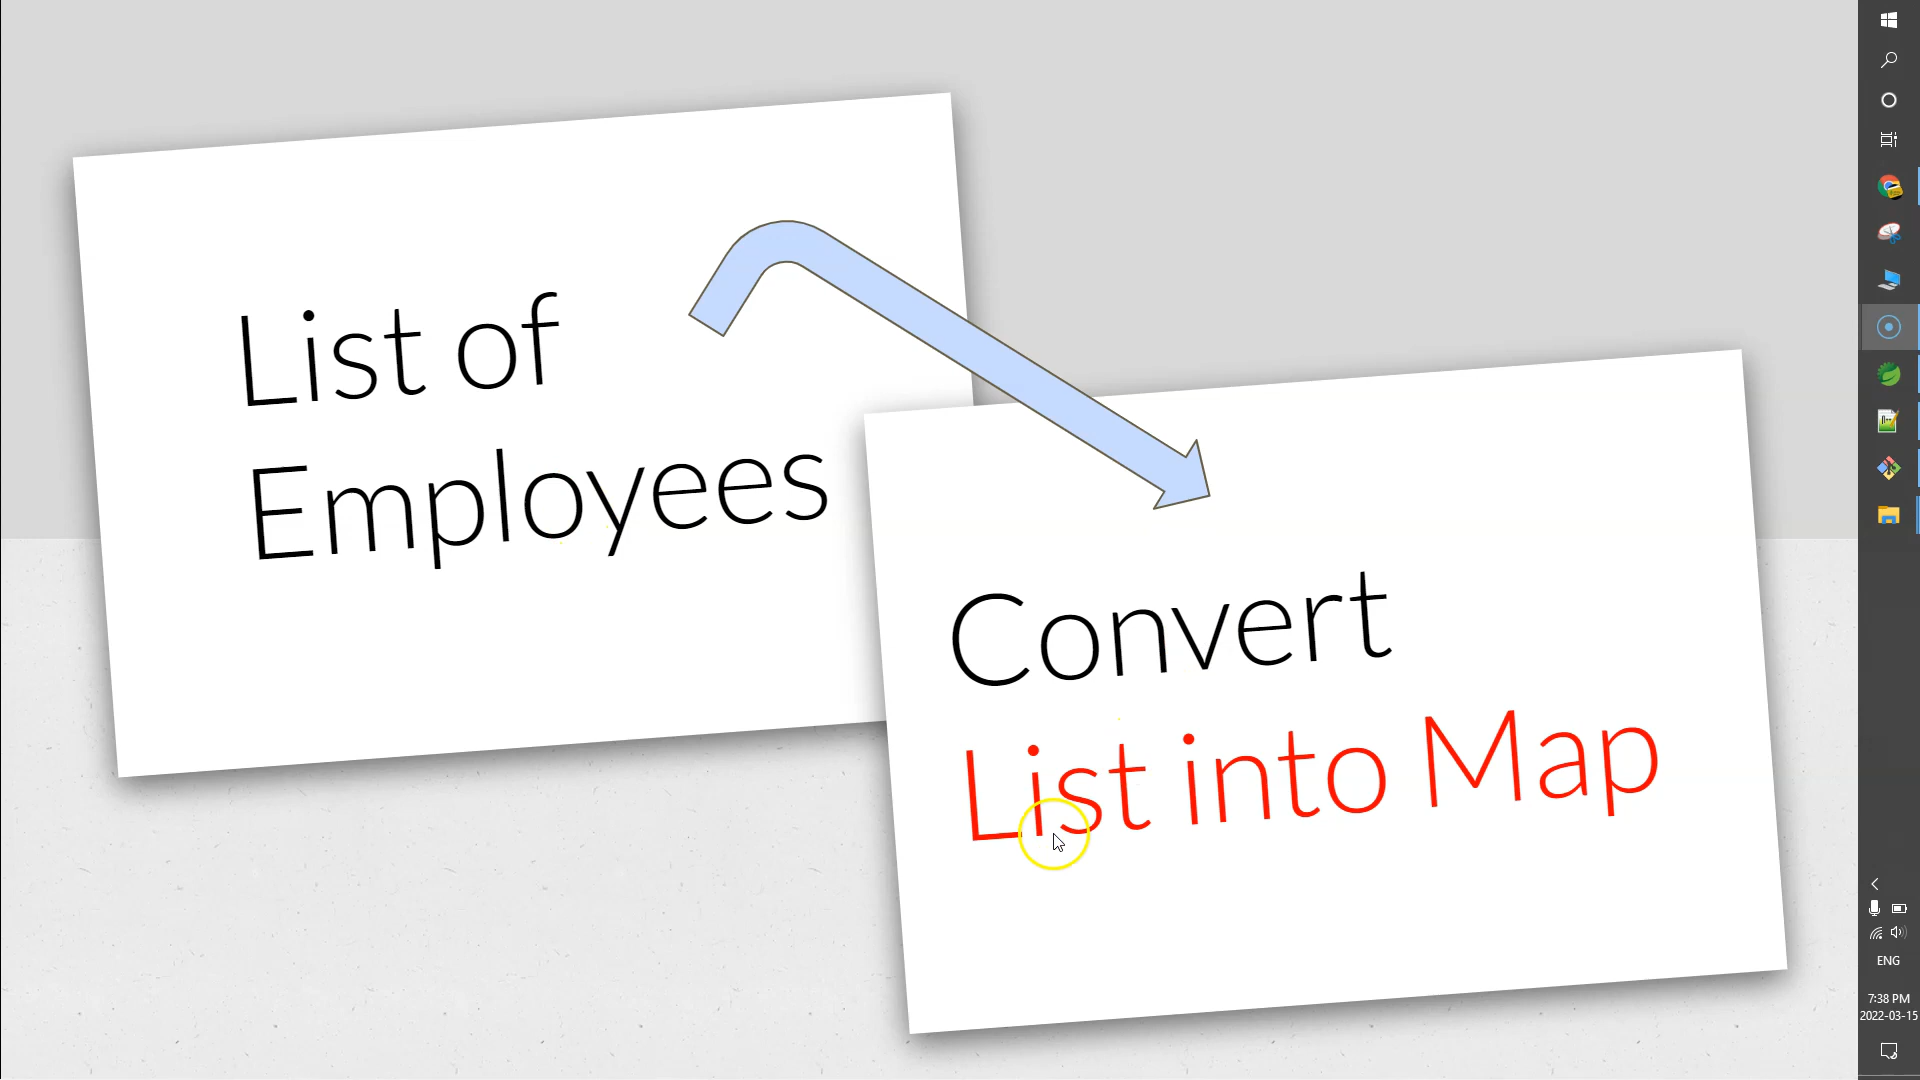 List of
Employees
Convert
List into Map
ENG
7:38 PM
2022-03-15